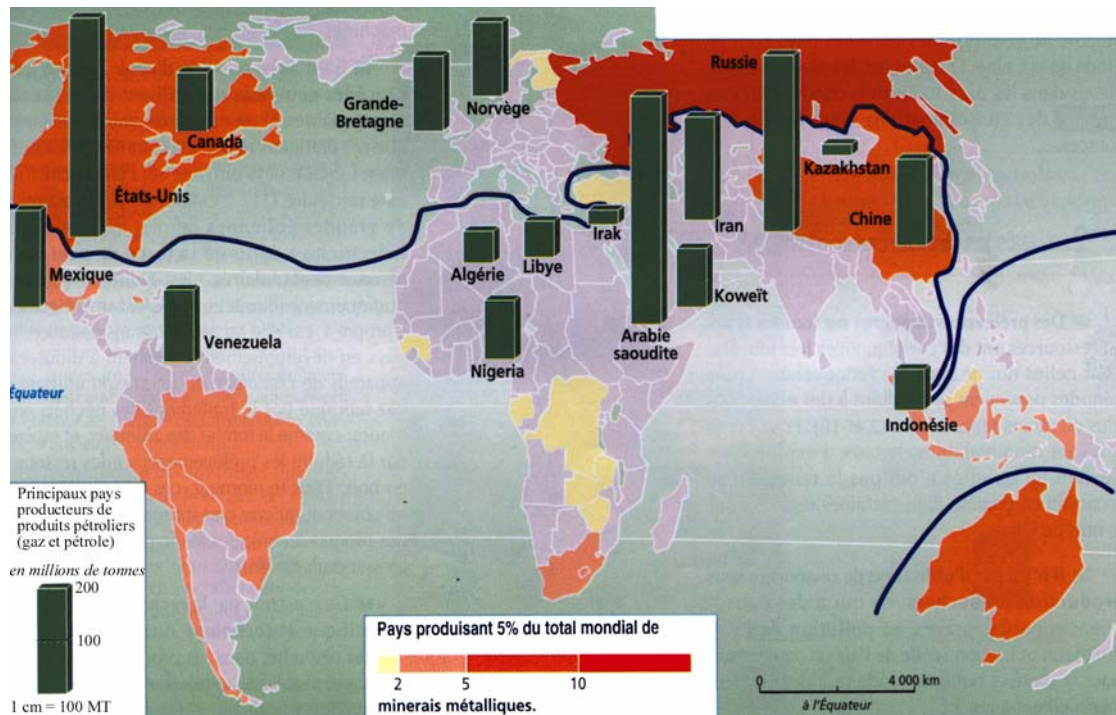 Canada
Grande-
Bretagne
Norvège
Russie
Kazakhstan
États-Unis
Chine
Mexique
Algérie
Libye
Irak
Iran
Koweït
Venezuela
Nigeria
Arabie
saoudite
Équateur
Indonésie
Principaux pays
producteurs de
produits pétroliers
(gaz et pétrole)
en millions de tonnes
200
100
1 cm = 100 MT
Pays produisant 5% du total mondial de
2 5 10
minerais métalliques.
0 4 000 km
à l'Équateur